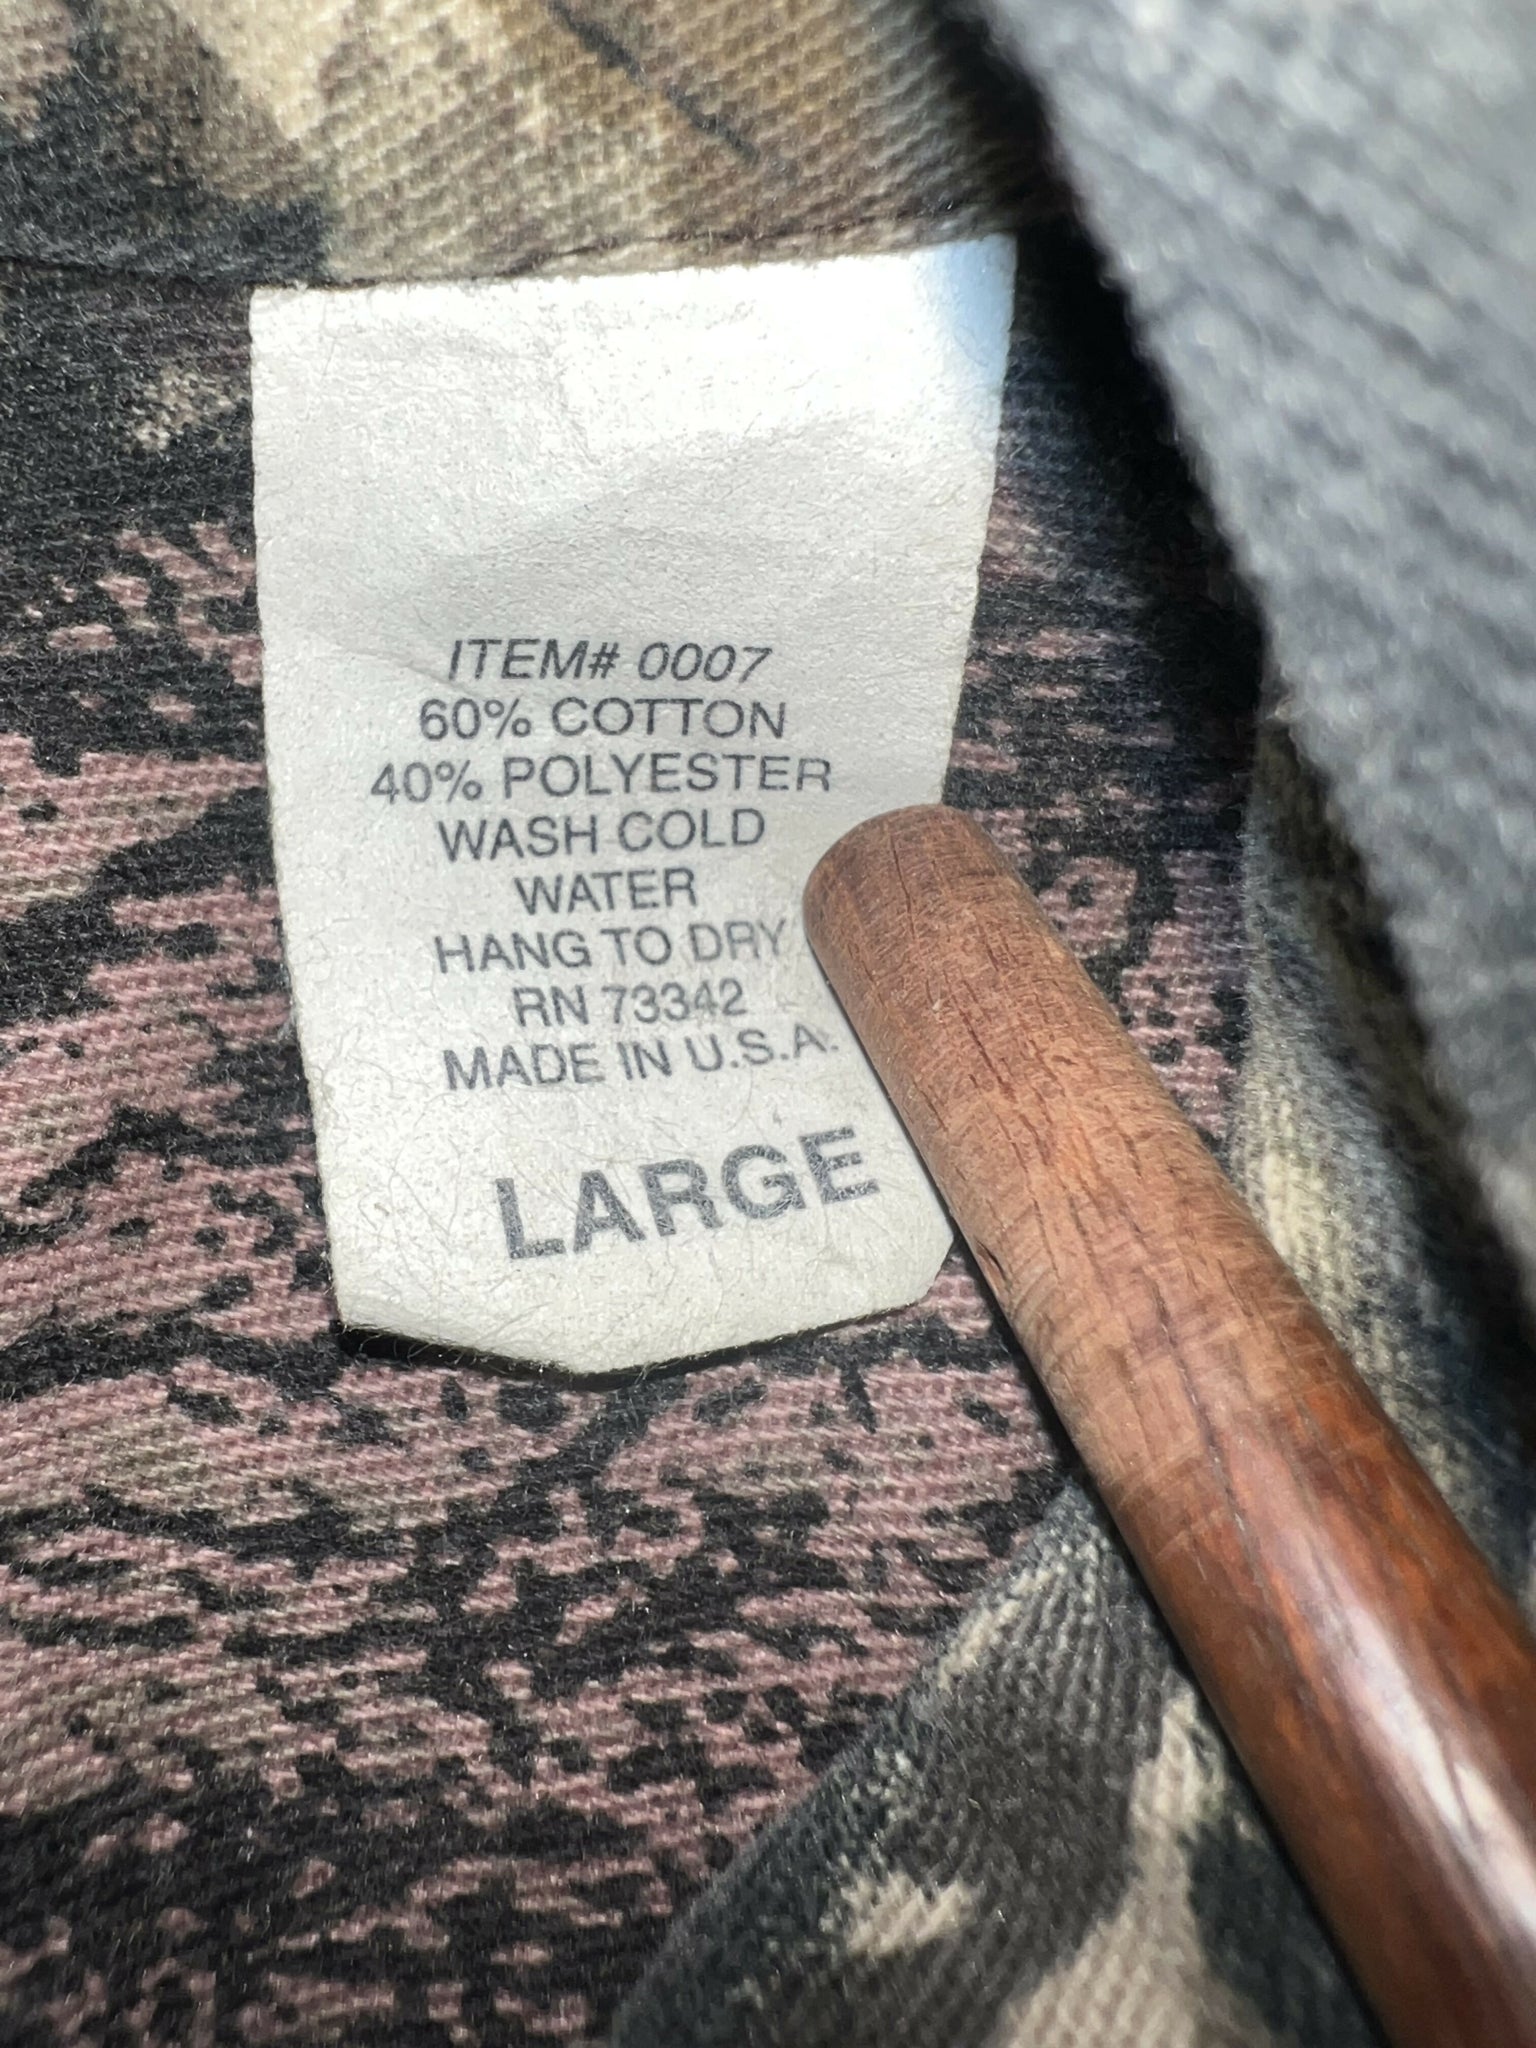 ITEM# 0007
60% COTTON
40% POLYESTER
WASH COLD
WATER
HANG TO DRY
RN 73342
MADE IN U.S.A.
LARGE